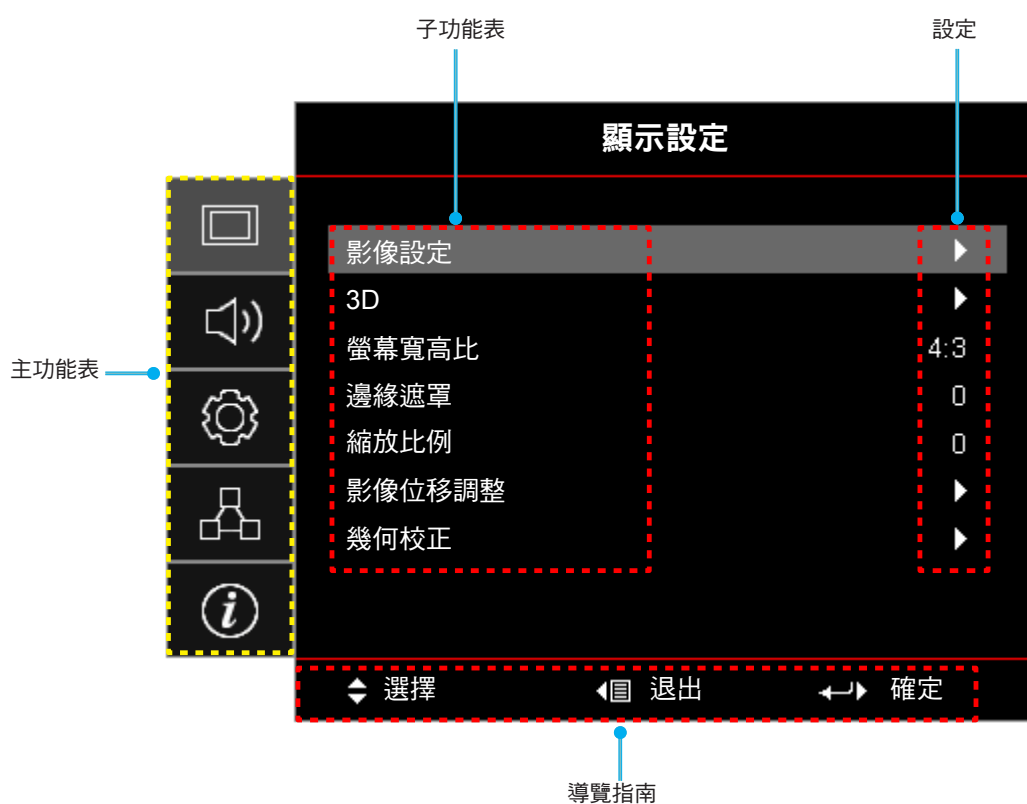 子功能表
設定
顯示設定
影像設定
3D
螢幕寬高比 4:3
邊緣遮罩 0
縮放比例 0
影像位移調整
幾何校正
主功能表
i
選擇 退出 確定
導覽指南